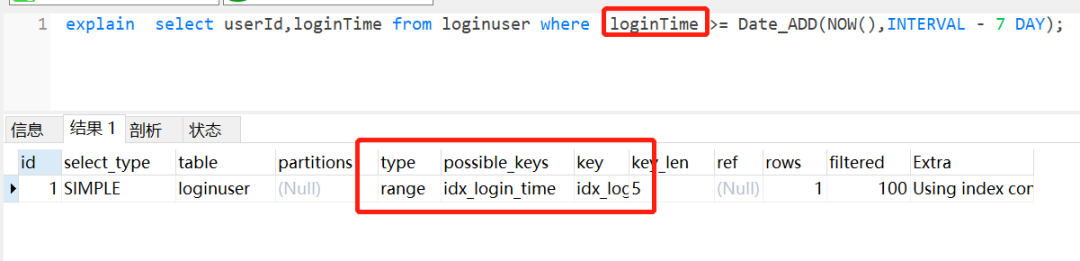 1 explain select userId,loginTime from loginuser where loginTime >= Date_ADD(NOW(),INTERVAL - 7 DAY);
信息 结果 1 剖析 状态
id select_type table partitions type possible_keys key key_len ref rows filtered Extra
1 SIMPLE loginuser (Null) range idx_login_time idx_log 5 (Null) 1 100 Using index con